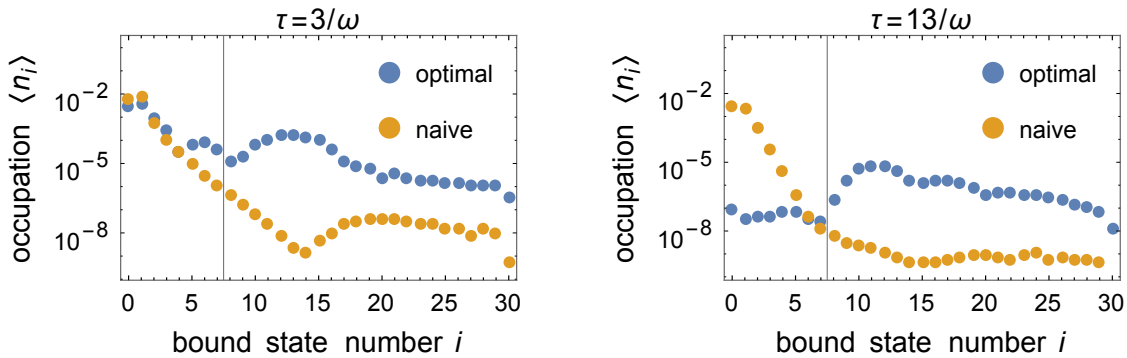 τ=3/ω
occupation ⟨nᵢ⟩
10⁻²
10⁻⁵
10⁻⁸
optimal
naive
0 5 10 15 20 25 30
bound state number i
τ=13/ω
occupation ⟨nᵢ⟩
10⁻²
10⁻⁵
10⁻⁸
optimal
naive
0 5 10 15 20 25 30
bound state number i